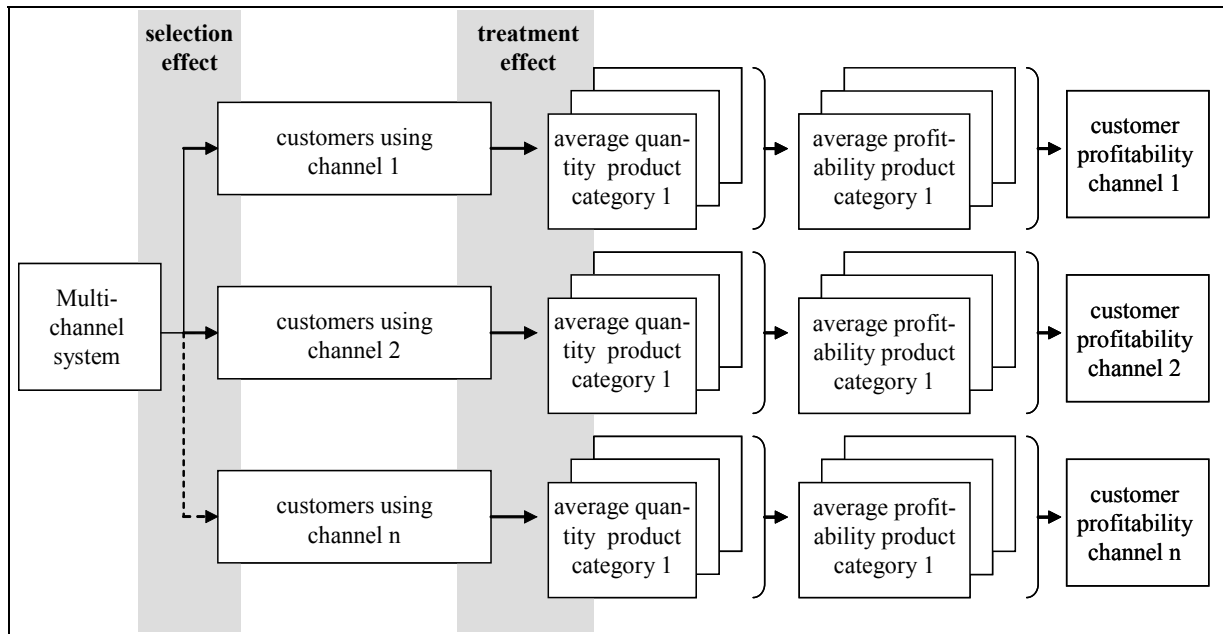 selection
effect
treatment
effect
customers using
channel 1
average quan-
tity product
category 1
average profit-
ability product
category 1
customer
profitability
channel 1
Multi-
channel
system
customers using
channel 2
average quan-
tity product
category 1
average profit-
ability product
category 1
customer
profitability
channel 2
customers using
channel n
average quan-
tity product
category 1
average profit-
ability product
category 1
customer
profitability
channel n